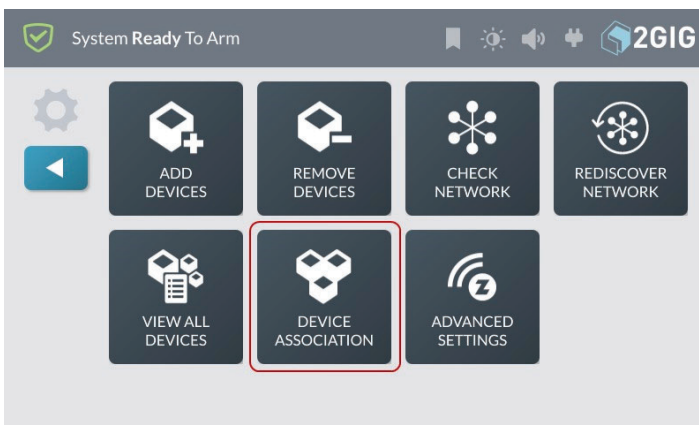 System Ready To Arm
2GIG
ADD
DEVICES
REMOVE
DEVICES
CHECK
NETWORK
REDISCOVER
NETWORK
VIEW ALL
DEVICES
DEVICE
ASSOCIATION
Z
ADVANCED
SETTINGS